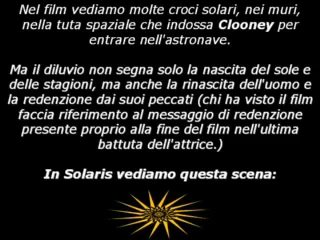 Nel film vediamo molte croci solari, nei muri,
nella tuta spaziale che indossa Clooney per
entrare nell'astronave.
Ma il diluvio non segna solo la nascita del sole e
delle stagioni, ma anche la rinascita dell'uomo e
la redenzione dai suoi peccati (chi ha visto il film
faccia riferimento al messaggio di redenzione
presente proprio alla fine del film nell'ultima
battuta dell'attrice.)
In Solaris vediamo questa scena: